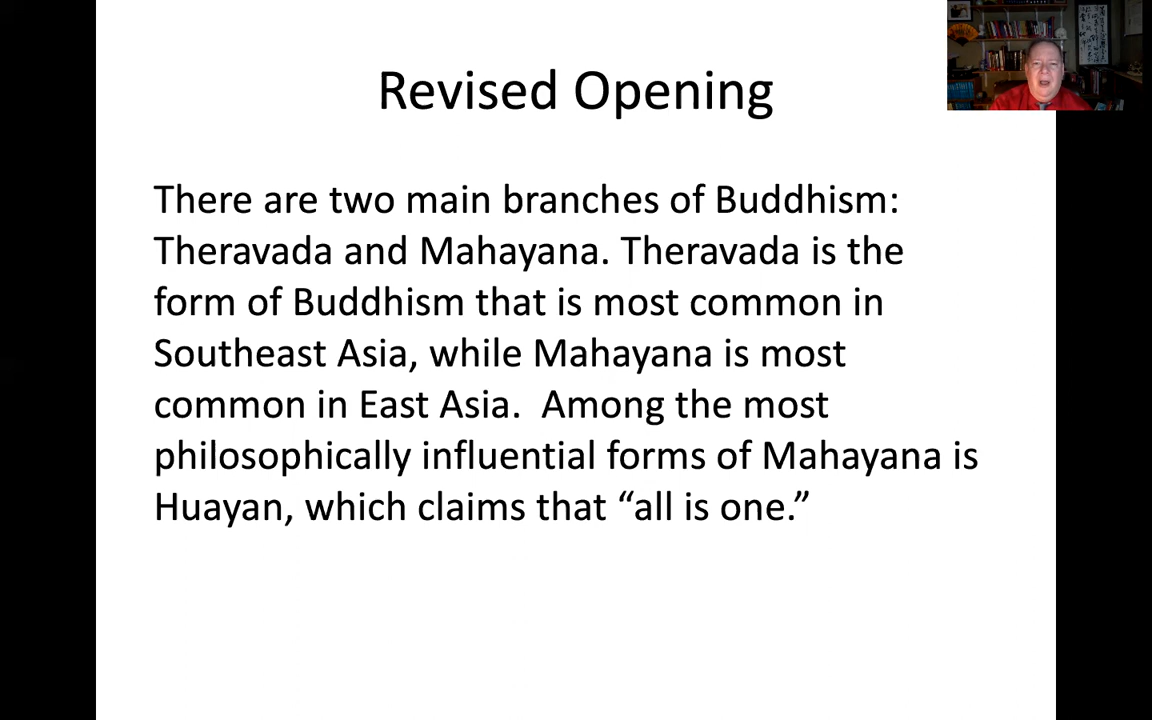 Revised Opening
There are two main branches of Buddhism:
Theravada and Mahayana. Theravada is the
form of Buddhism that is most common in
Southeast Asia, while Mahayana is most
common in East Asia.  Among the most
philosophically influential forms of Mahayana is
Huayan, which claims that “all is one.”